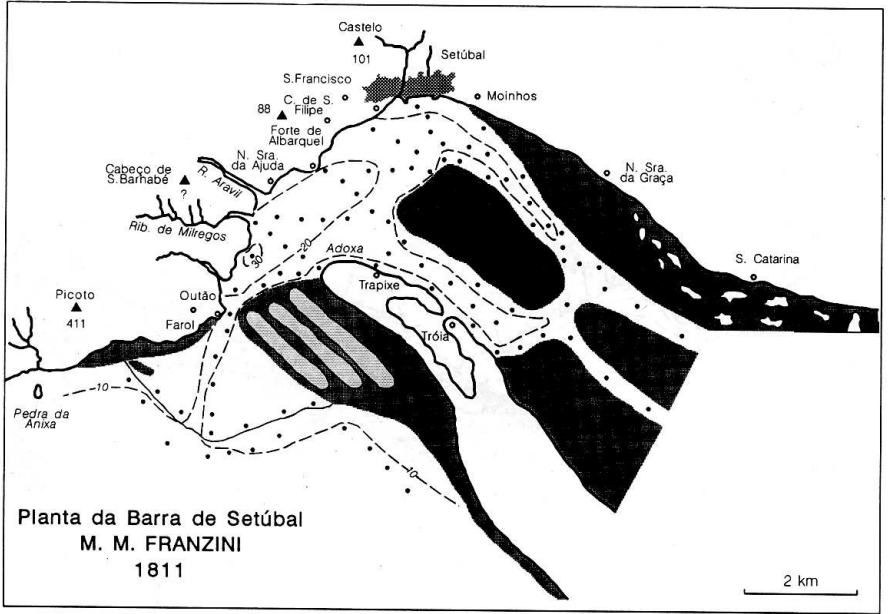 Castelo
101
Setúbal
S.Francisco
C. de S.
Filipe
88
Moinhos
Forte de
Albarquel
N. Sra.
da Ajuda
Cabeço de
S.Barnabé
?
R. Aravil
N. Sra.
da Graça
Rib. de Milregos
20
30
Adoxa
S. Catarina
Trapixe
Picoto
411
Outão
Farol
Tróia
10
Pedra da
Anixa
10
Planta da Barra de Setúbal
M. M. FRANZINI
1811
2 km